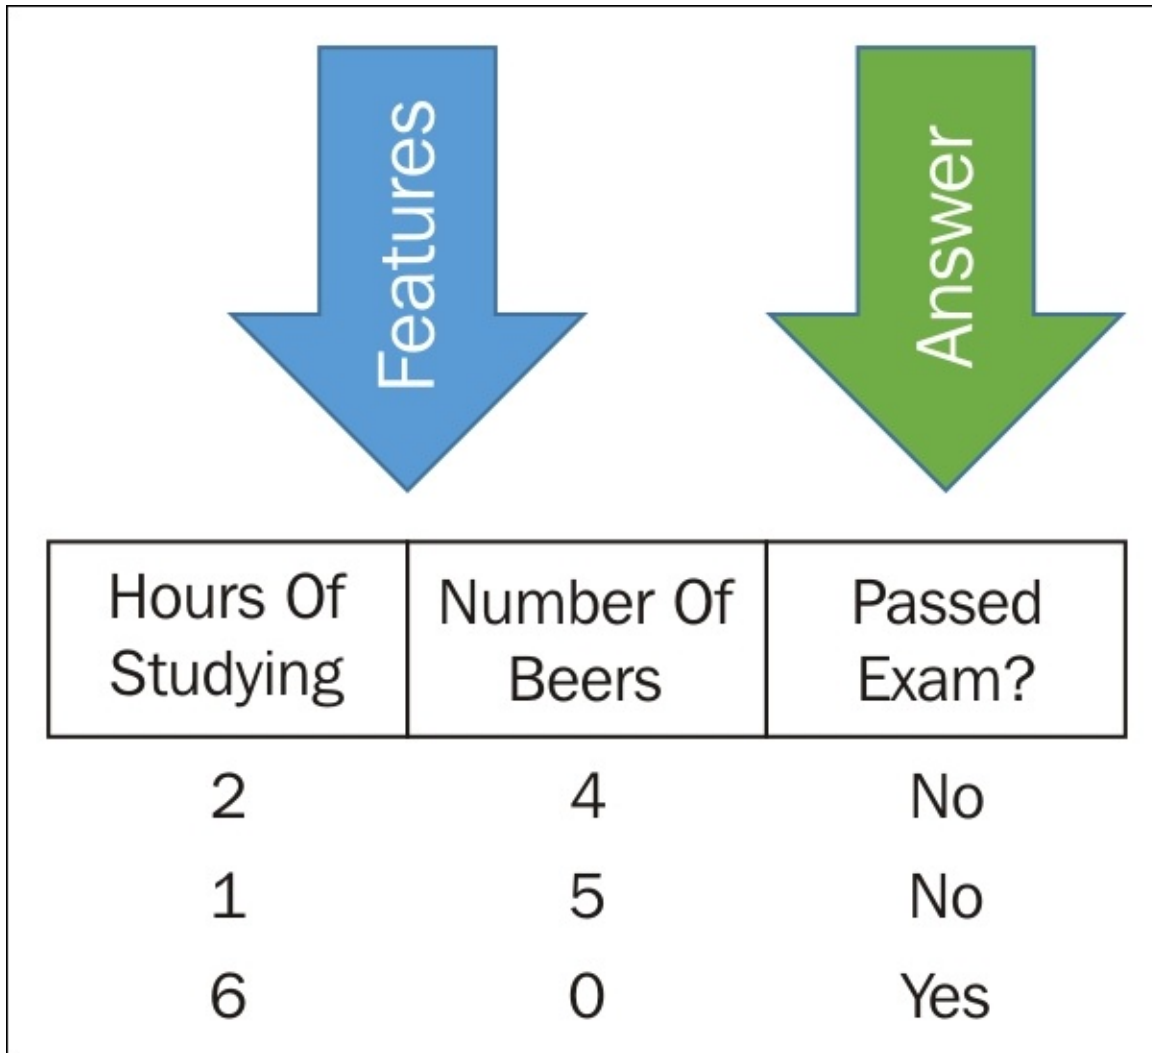 Features
Answer
Hours Of
Studying
Number Of
Beers
Passed
Exam?
2 4 No
1 5 No
6 0 Yes